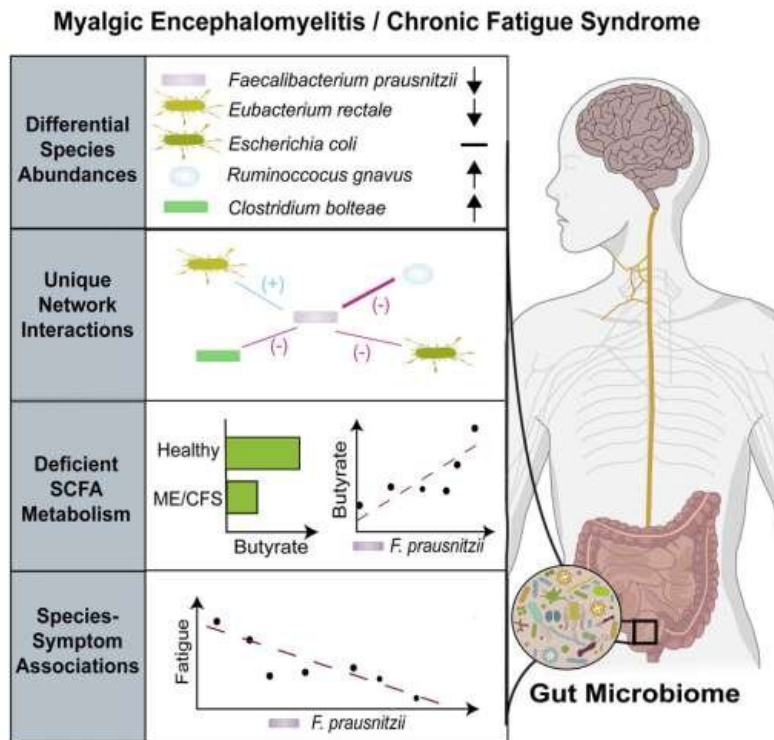 Myalgic Encephalomyelitis / Chronic Fatigue Syndrome
Differential
Species
Abundances
Faecalibacterium prausnitzii
Eubacterium rectale
Escherichia coli
Ruminoccocus gnavus
Clostridium bolteae
Unique
Network
Interactions
(+)
(-)
(-)
(-)
Deficient
SCFA
Metabolism
Healthy
ME/CFS
Butyrate
Butyrate
F. prausnitzii
Species-
Symptom
Associations
Fatigue
F. prausnitzii
Gut Microbiome